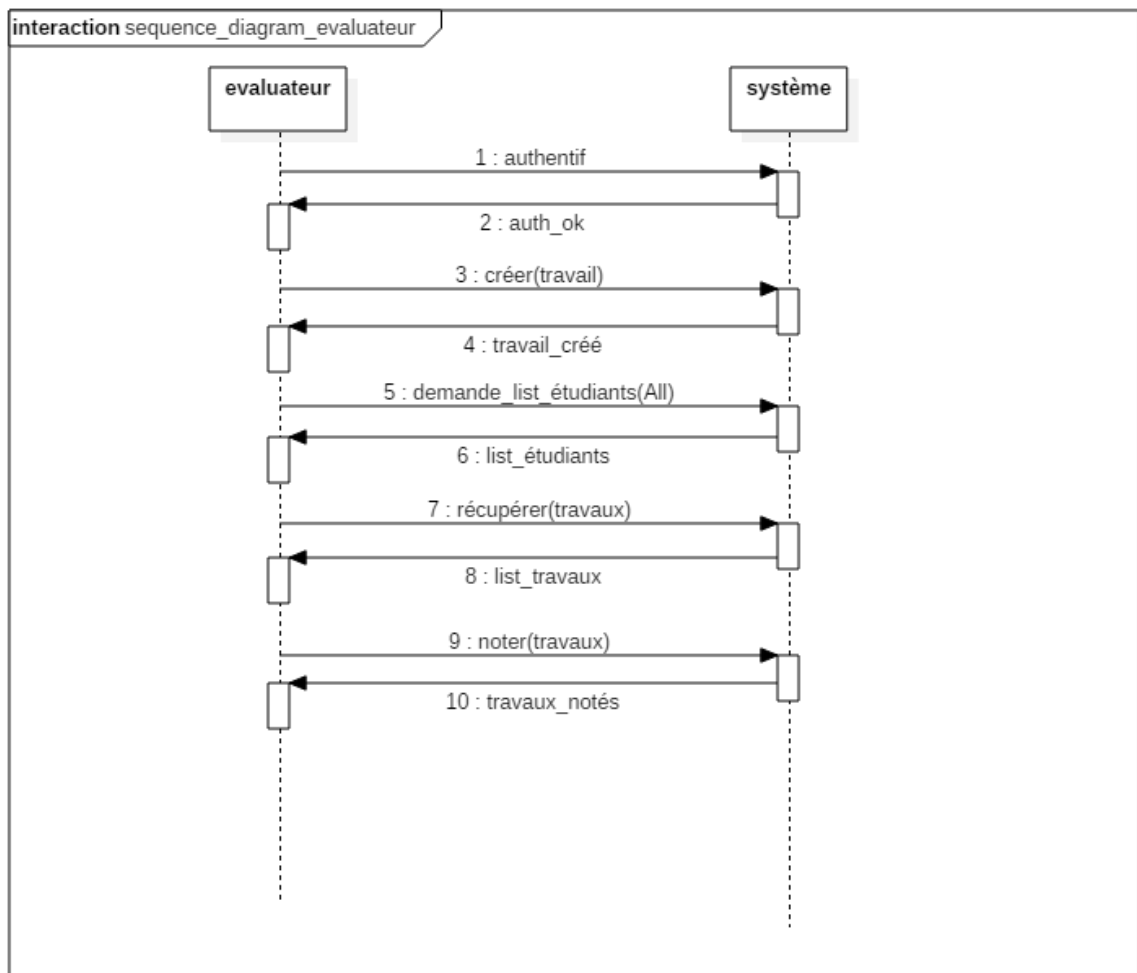 interaction sequence_diagram_evaluateur
evaluateur
système
1 : authentif
2 : auth_ok
3 : créer(travail)
4 : travail_créé
5 : demande_list_étudiants(All)
6 : list_étudiants
7 : récupérer(travaux)
8 : list_travaux
9 : noter(travaux)
10 : travaux_notés